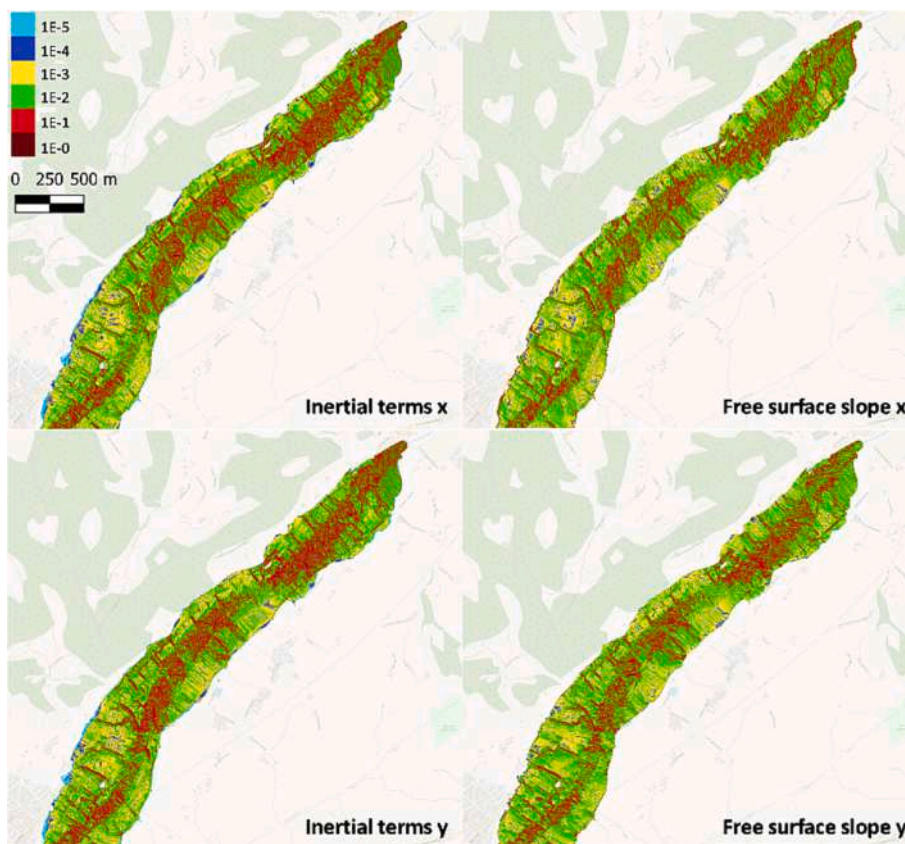 1E-5
1E-4
1E-3
1E-2
1E-1
1E-0
0 250 500 m
Inertial terms x
Free surface slope x
Inertial terms y
Free surface slope y